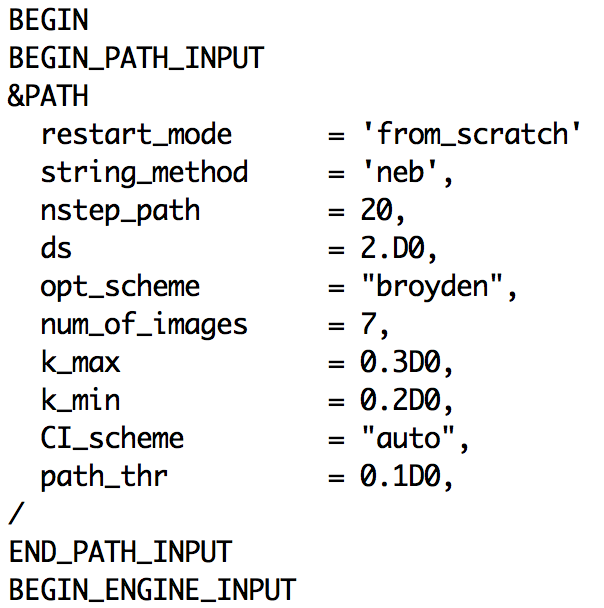 BEGIN
BEGIN_PATH_INPUT
&PATH
  restart_mode      = 'from_scratch'
  string_method     = 'neb',
  nstep_path        = 20,
  ds                = 2.D0,
  opt_scheme        = "broyden",
  num_of_images     = 7,
  k_max             = 0.3D0,
  k_min             = 0.2D0,
  CI_scheme         = "auto",
  path_thr          = 0.1D0,
/
END_PATH_INPUT
BEGIN_ENGINE_INPUT